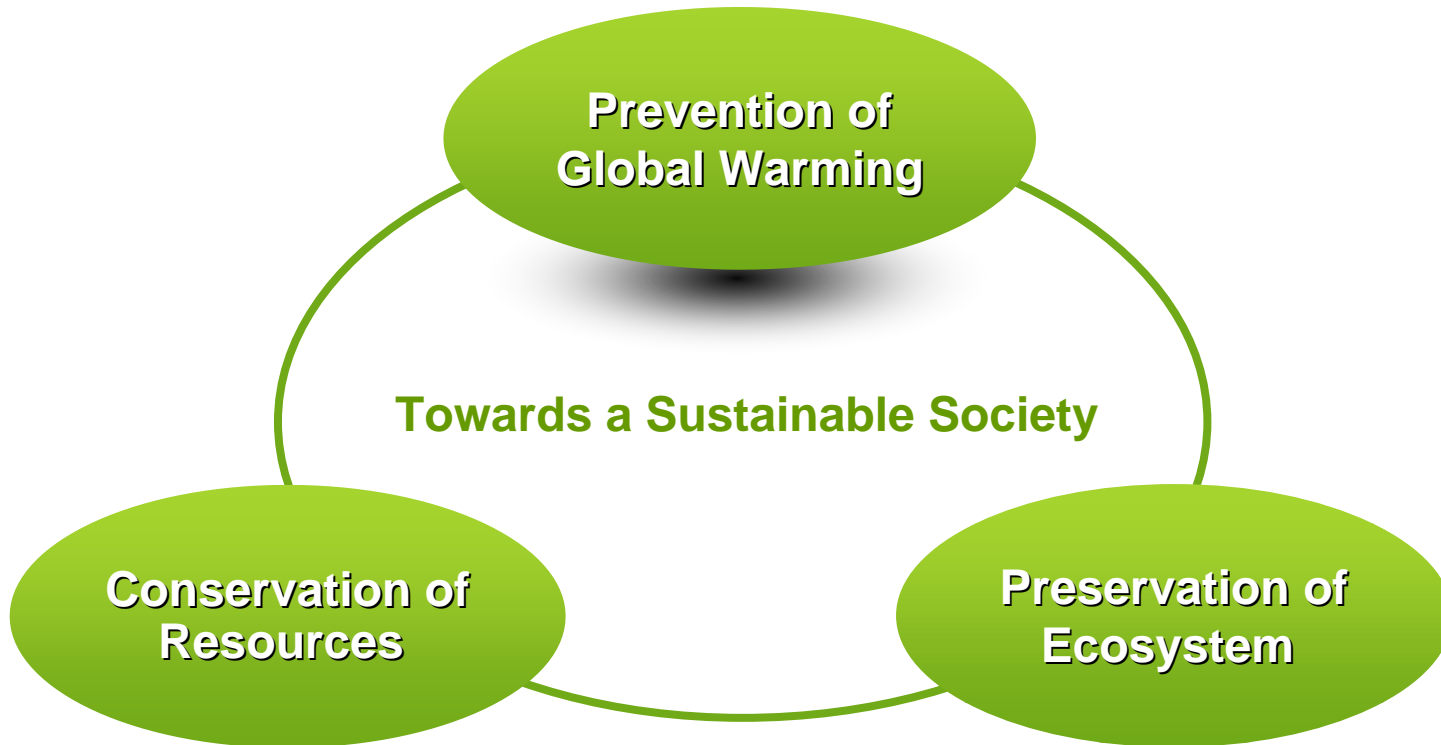 Prevention of
Global Warming
Towards a Sustainable Society
Conservation of
Resources
Preservation of
Ecosystem